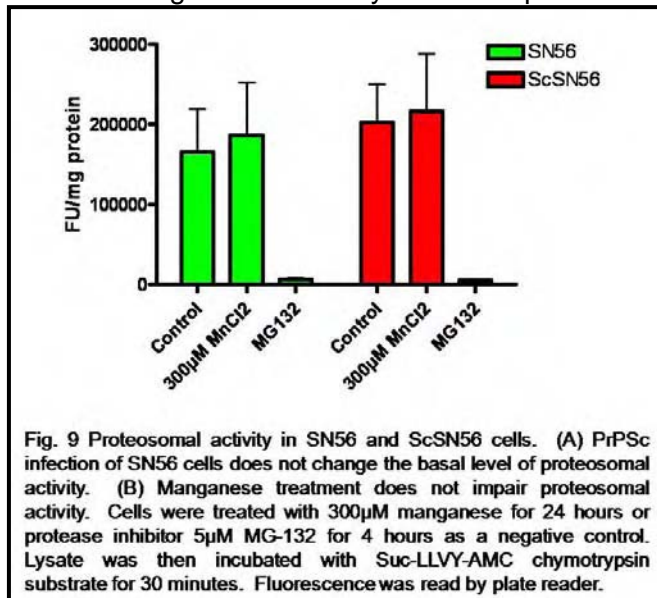 300000
SN56
ScSN56
200000
100000
0
FU/mg protein
Control
300µM MnCl2
MG132
Control
300µM MnCl2
MG132
Fig. 9 Proteosomal activity in SN56 and ScSN56 cells. (A) PrPSc
infection of SN56 cells does not change the basal level of proteosomal
activity. (B) Manganese treatment does not impair proteosomal
activity. Cells were treated with 300µM manganese for 24 hours or
protease inhibitor 5µM MG-132 for 4 hours as a negative control.
Lysate was then incubated with Suc-LLVY-AMC chymotrypsin
substrate for 30 minutes. Fluorescence was read by plate reader.